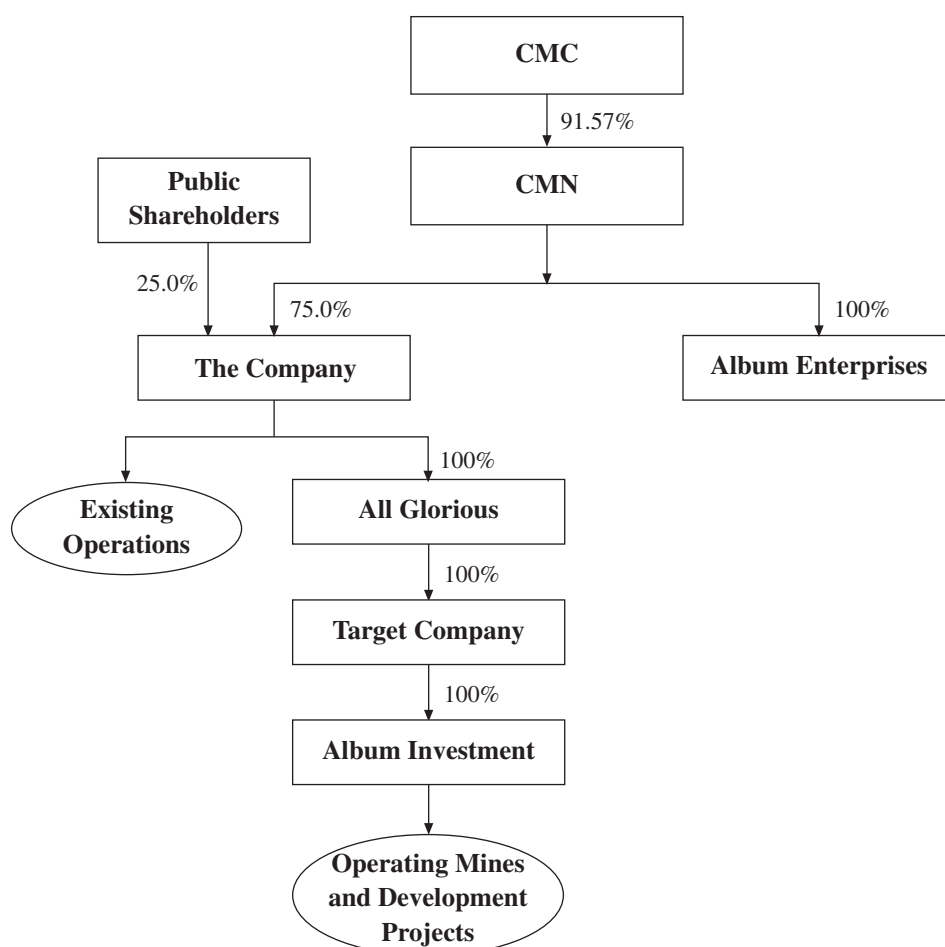 CMC
91.57%
CMN
Public
Shareholders
25.0%
75.0%
100%
The Company
Album Enterprises
100%
Existing
Operations
All Glorious
100%
Target Company
100%
Album Investment
Operating Mines
and Development
Projects